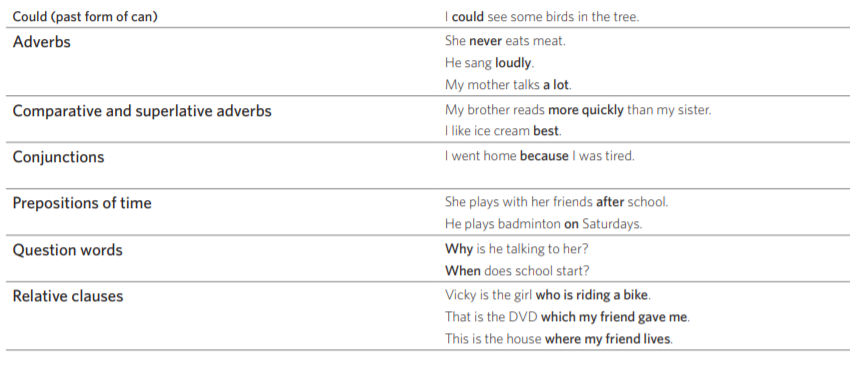 Could (past form of can) I could see some birds in the tree.
Adverbs She never eats meat.
He sang loudly.
My mother talks a lot.
Comparative and superlative adverbs My brother reads more quickly than my sister.
I like ice cream best.
Conjunctions I went home because I was tired.
Prepositions of time She plays with her friends after school.
He plays badminton on Saturdays.
Question words Why is he talking to her?
When does school start?
Relative clauses Vicky is the girl who is riding a bike.
That is the DVD which my friend gave me.
This is the house where my friend lives.